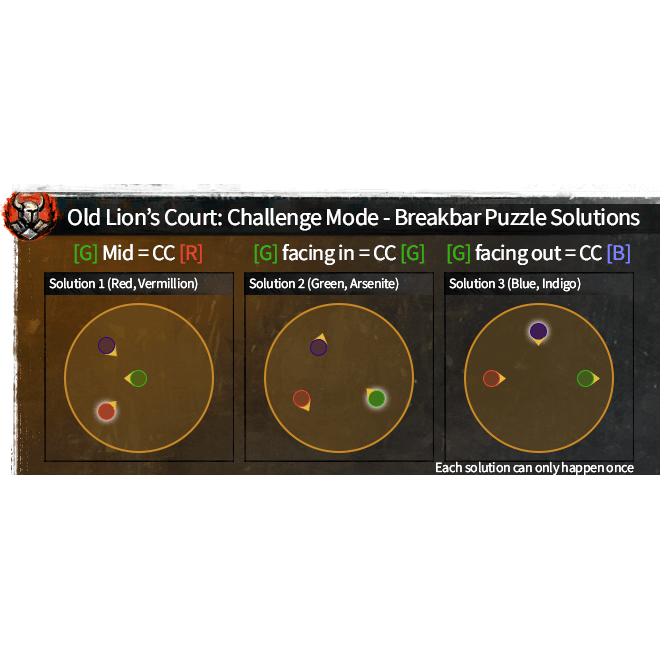 Old Lion's Court: Challenge Mode - Breakbar Puzzle Solutions
[G] Mid = CC [R]
[G] facing in = CC [G]
[G] facing out = CC [B]
Solution 1 (Red, Vermillion)
Solution 2 (Green, Arsenite)
Solution 3 (Blue, Indigo)
Each solution can only happen once